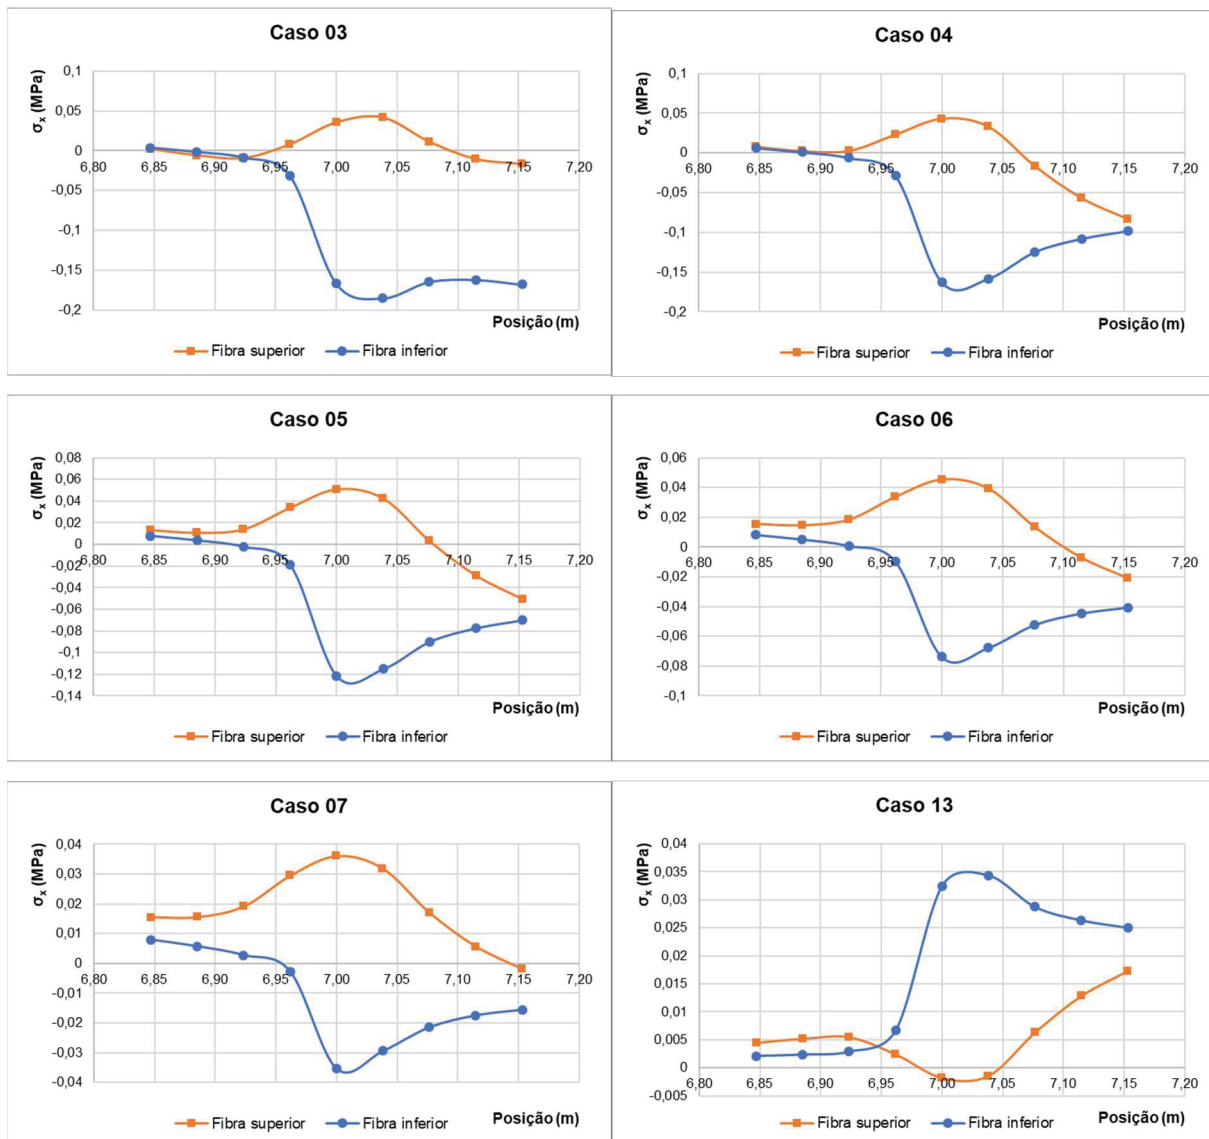 Caso 03
σx (MPa)
0,1
0,05
0
-0,05
-0,1
-0,15
-0,2
6,80 6,85 6,90 6,95 7,00 7,05 7,10 7,15 7,20
Posição (m)
Fibra superior Fibra inferior
Caso 04
σx (MPa)
0,1
0,05
0
-0,05
-0,1
-0,15
-0,2
6,80 6,85 6,90 6,95 7,00 7,05 7,10 7,15 7,20
Posição (m)
Fibra superior Fibra inferior
Caso 05
σx (MPa)
0,08
0,06
0,04
0,02
0
-0,02
-0,04
-0,06
-0,08
-0,1
-0,12
-0,14
6,80 6,85 6,90 6,95 7,00 7,05 7,10 7,15 7,20
Posição (m)
Fibra superior Fibra inferior
Caso 06
σx (MPa)
0,06
0,04
0,02
0
-0,02
-0,04
-0,06
-0,08
-0,1
6,80 6,85 6,90 6,95 7,00 7,05 7,10 7,15 7,20
Posição (m)
Fibra superior Fibra inferior
Caso 07
σx (MPa)
0,04
0,03
0,02
0,01
0
-0,01
-0,02
-0,03
-0,04
6,80 6,85 6,90 6,95 7,00 7,05 7,10 7,15 7,20
Fibra superior Fibra inferior Posição (m)
Caso 13
σx (MPa)
0,04
0,035
0,03
0,025
0,02
0,015
0,01
0,005
0
-0,005
6,80 6,85 6,90 6,95 7,00 7,05 7,10 7,15 7,20
Fibra superior Fibra inferior Posição (m)